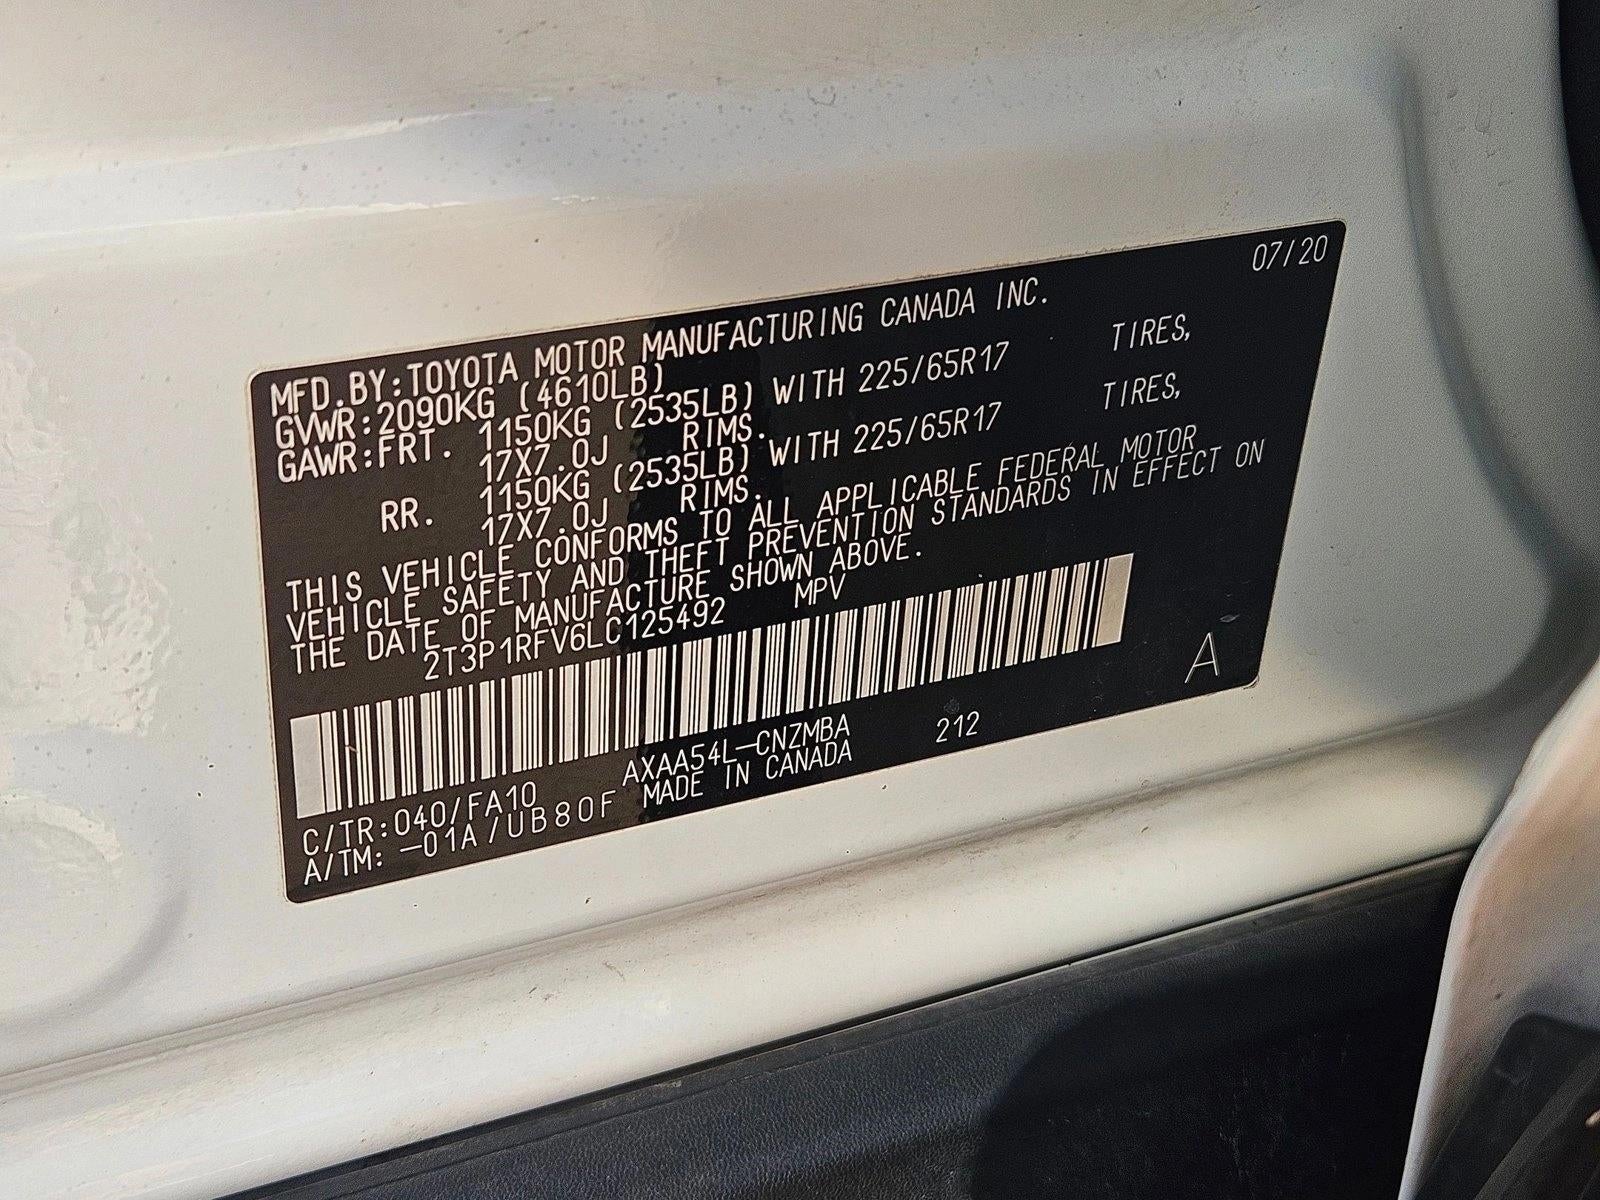 07/20
MFD.BY:TOYOTA MOTOR MANUFACTURING CANADA INC.
GVWR:2090KG (4610LB)
GAWR:FRT. 1150KG (2535LB) WITH 225/65R17 TIRES,
17X7.0J RIMS.
RR. 1150KG (2535LB) WITH 225/65R17 TIRES,
17X7.0J RIMS.
THIS VEHICLE CONFORMS TO ALL APPLICABLE FEDERAL MOTOR
VEHICLE SAFETY AND THEFT PREVENTION STANDARDS IN EFFECT ON
THE DATE OF MANUFACTURE SHOWN ABOVE.
2T3P1RFV6LC125492 MPV
A
C/TR:040/FA10 AXAA54L-CNZMBA 212
A/TM: -01A/UB80F MADE IN CANADA